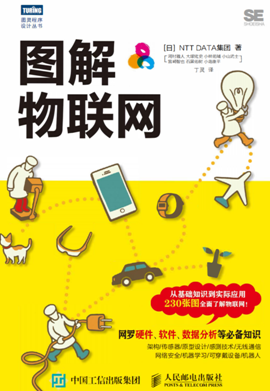 TURING
图灵程序
设计丛书
SE
SHOEISHA
图解
物联网
[日] NTT DATA集团 著
丁灵 译
从基础知识到实际应用
230张图全面了解物联网!
网罗硬件、软件、数据分析等必备知识
架构/传感器/原型设计/感测技术/无线通信
网络安全/机器学习/可穿戴设备/机器人
中国工信出版集团
人民邮电出版社
POSTS & TELECOM PRESS